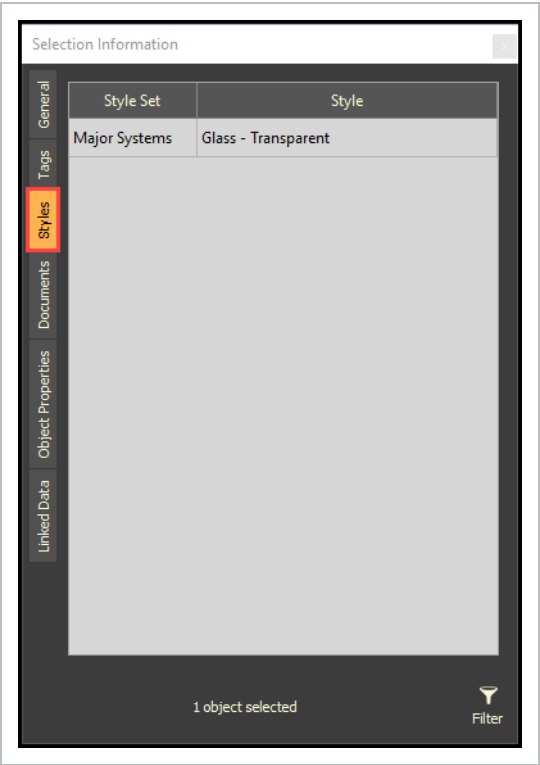 Selection Information
x
General
Tags
Styles
Documents
Object Properties
Linked Data
Style Set Style
Major Systems Glass - Transparent
1 object selected
Filter